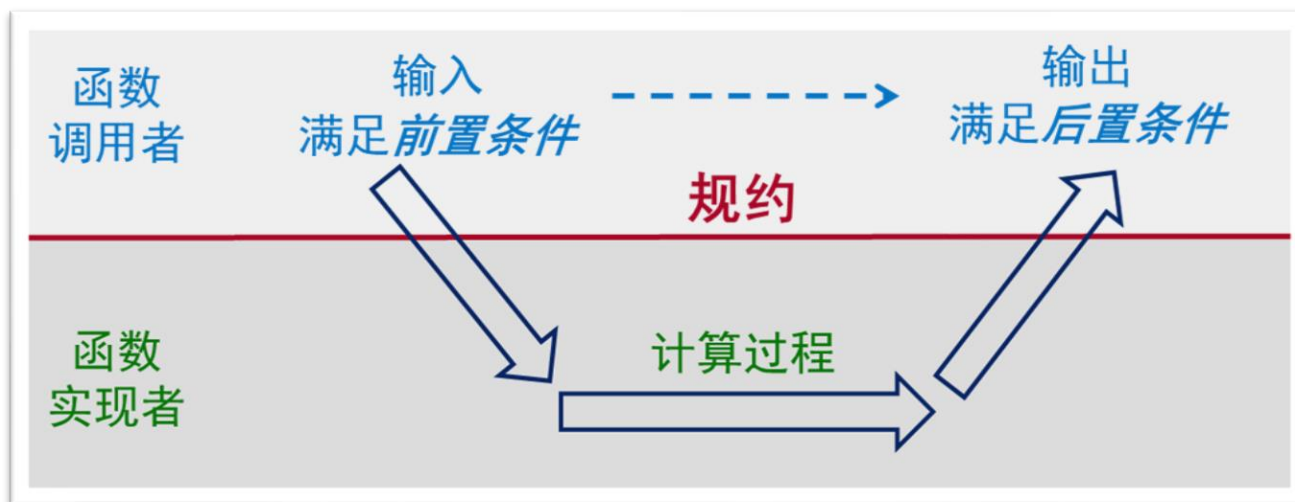 函数
调用者
输入
满足前置条件
输出
满足后置条件
规约
函数
实现者
计算过程